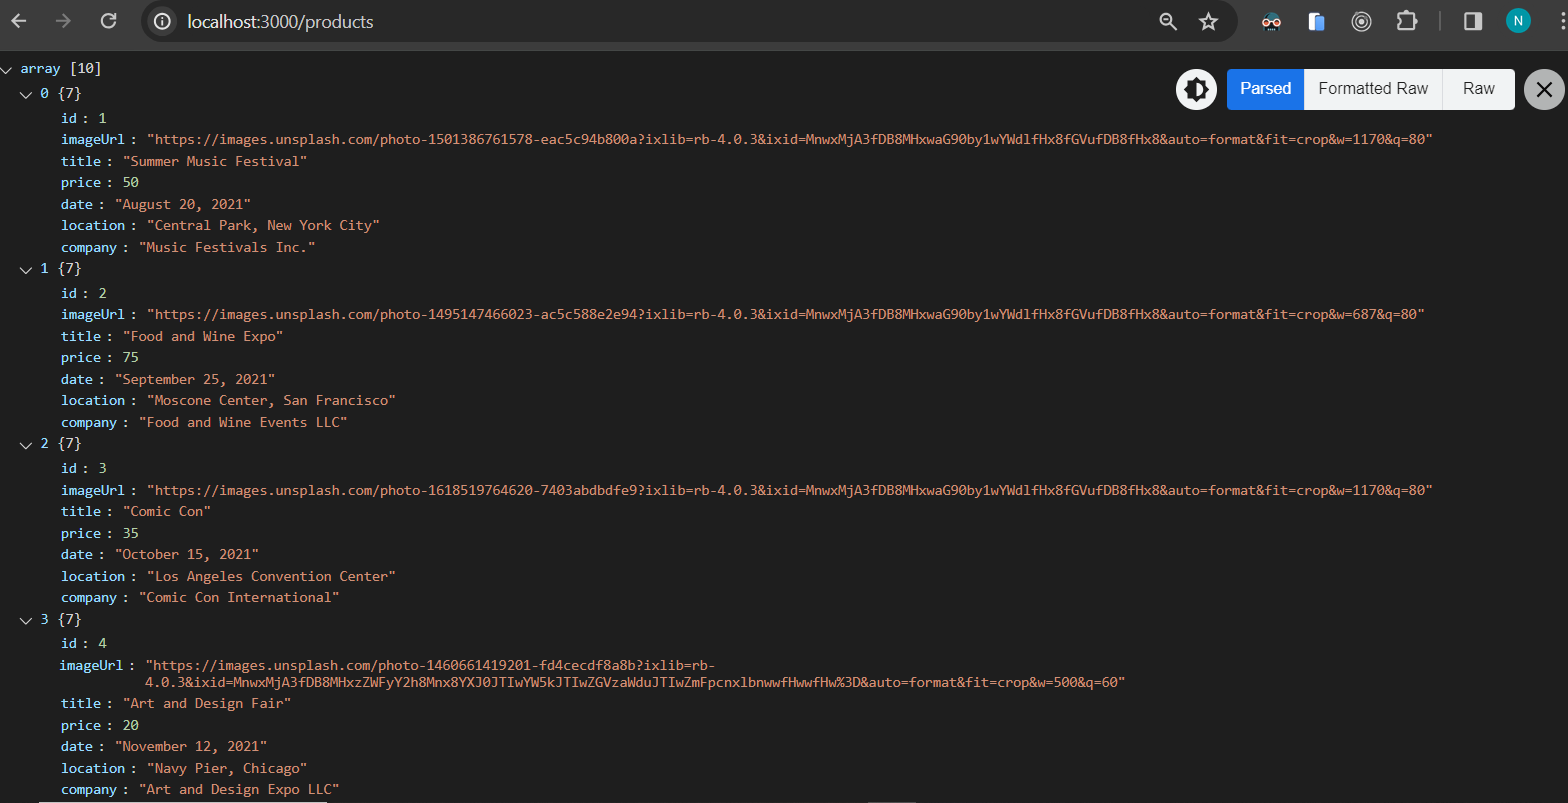 localhost:3000/products
N
array [10]
Parsed Formatted Raw Raw
0 {7}
id : 1
imageUrl : "https://images.unsplash.com/photo-1501386761578-eac5c94b800a?ixlib=rb-4.0.3&ixid=MnwxMjA3fDB8MHxwaG90by1wYWdlfHx8fGVufDB8fHx8&auto=format&fit=crop&w=1170&q=80"
title : "Summer Music Festival"
price : 50
date : "August 20, 2021"
location : "Central Park, New York City"
company : "Music Festivals Inc."
1 {7}
id : 2
imageUrl : "https://images.unsplash.com/photo-1495147466023-ac5c588e2e94?ixlib=rb-4.0.3&ixid=MnwxMjA3fDB8MHxwaG90by1wYWdlfHx8fGVufDB8fHx8&auto=format&fit=crop&w=687&q=80"
title : "Food and Wine Expo"
price : 75
date : "September 25, 2021"
location : "Moscone Center, San Francisco"
company : "Food and Wine Events LLC"
2 {7}
id : 3
imageUrl : "https://images.unsplash.com/photo-1618519764620-7403abdbdfe9?ixlib=rb-4.0.3&ixid=MnwxMjA3fDB8MHxwaG90by1wYWdlfHx8fGVufDB8fHx8&auto=format&fit=crop&w=1170&q=80"
title : "Comic Con"
price : 35
date : "October 15, 2021"
location : "Los Angeles Convention Center"
company : "Comic Con International"
3 {7}
id : 4
imageUrl : "https://images.unsplash.com/photo-1460661419201-fd4cecdf8a8b?ixlib=rb-
4.0.3&ixid=MnwxMjA3fDB8MHxzZWFyY2h8Mnx8YXJ0JTIwYW5kJTIwZGVzaWduJTIwZmFpcnxlbnwwfHwwfHw%3D&auto=format&fit=crop&w=500&q=60"
title : "Art and Design Fair"
price : 20
date : "November 12, 2021"
location : "Navy Pier, Chicago"
company : "Art and Design Expo LLC"